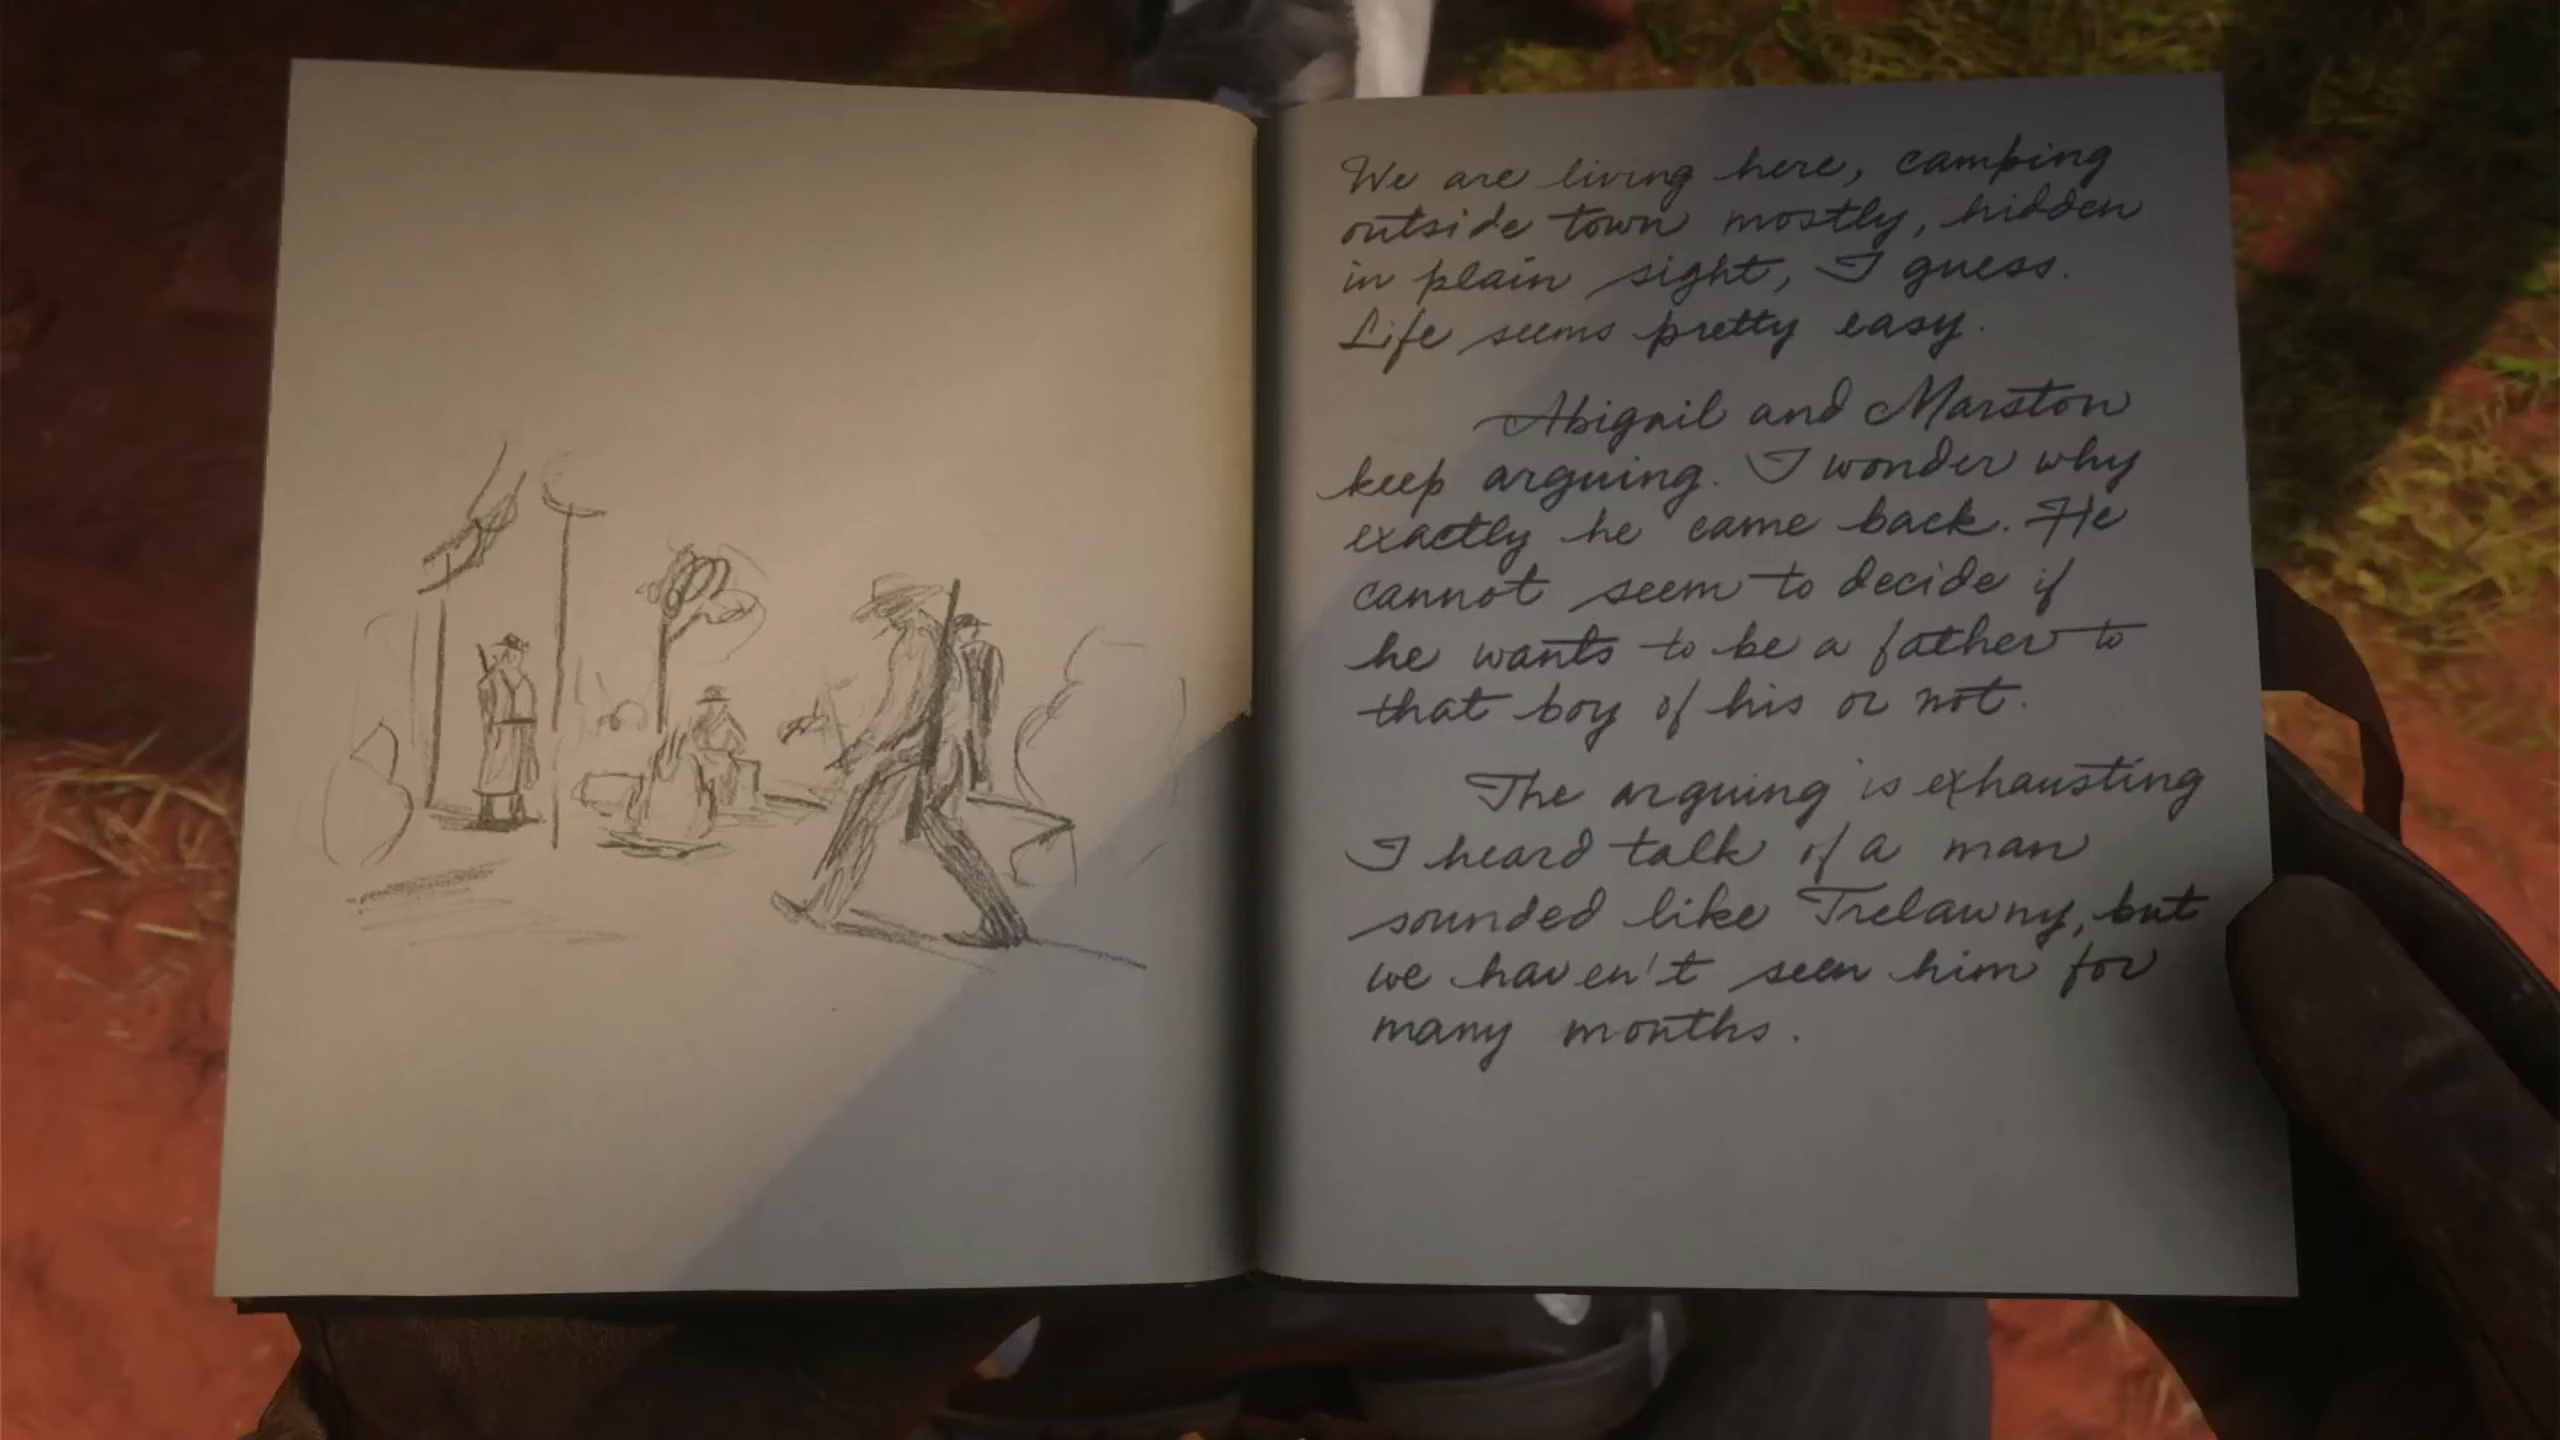 We are living here, camping
outside town mostly, hidden
in plain sight, I guess.
Life seems pretty easy.
Abigail and Marston
keep arguing. I wonder why
exactly he came back. He
cannot seem to decide if
he wants to be a father to
that boy of his or not.
The arguing is exhausting
I heard talk of a man
sounded like Trelawny, but
we haven't seen him for
many months.